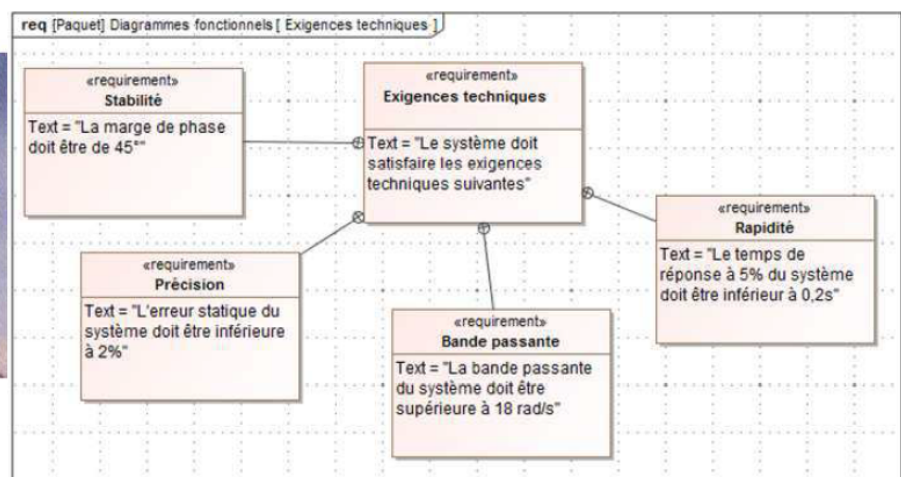 req [Paquet] Diagrammes fonctionnels [ Exigences techniques ]
«requirement»
Stabilité
Text = "La marge de phase
doit être de 45°"
«requirement»
Exigences techniques
Text = "Le système doit
satisfaire les exigences
techniques suivantes"
«requirement»
Rapidité
Text = "Le temps de
réponse à 5% du système
doit être inférieur à 0,2s"
«requirement»
Précision
Text = "L'erreur statique du
système doit être inférieure
à 2%"
«requirement»
Bande passante
Text = "La bande passante
du système doit être
supérieure à 18 rad/s"